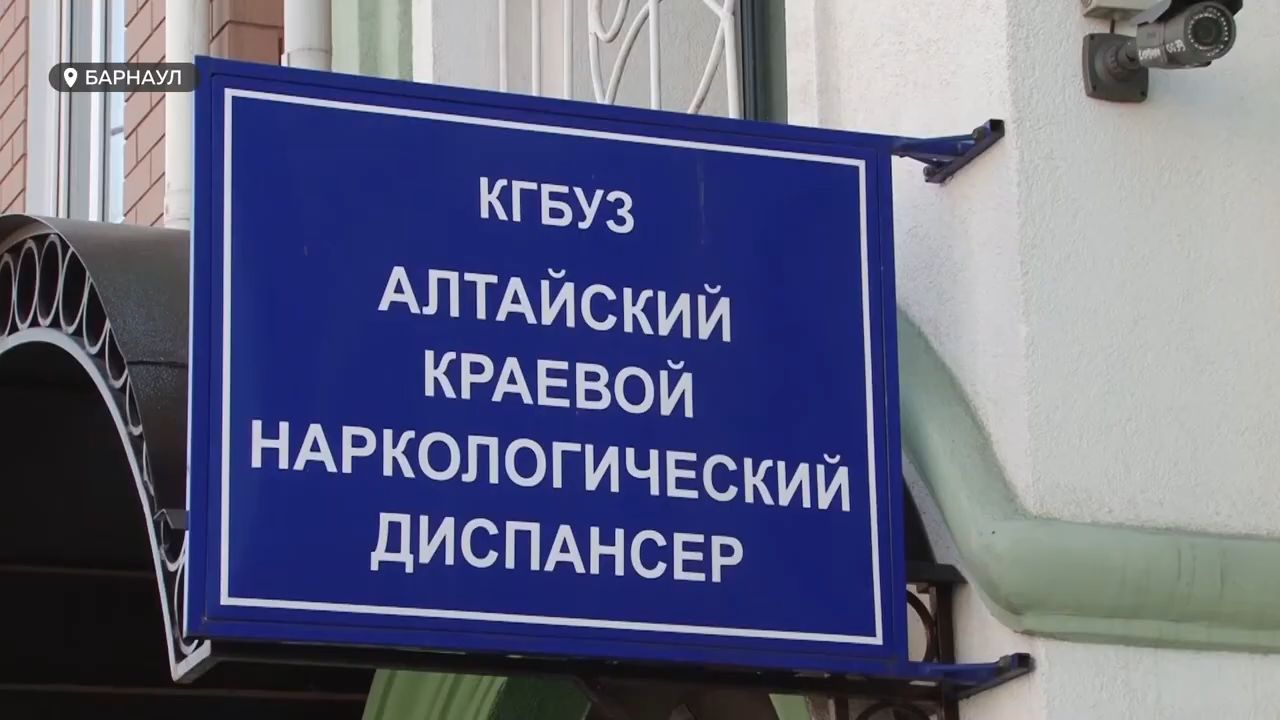 БАРНАУЛ
КГБУЗ
АЛТАЙСКИЙ
КРАЕВОЙ
НАРКОЛОГИЧЕСКИЙ
ДИСПАНСЕР